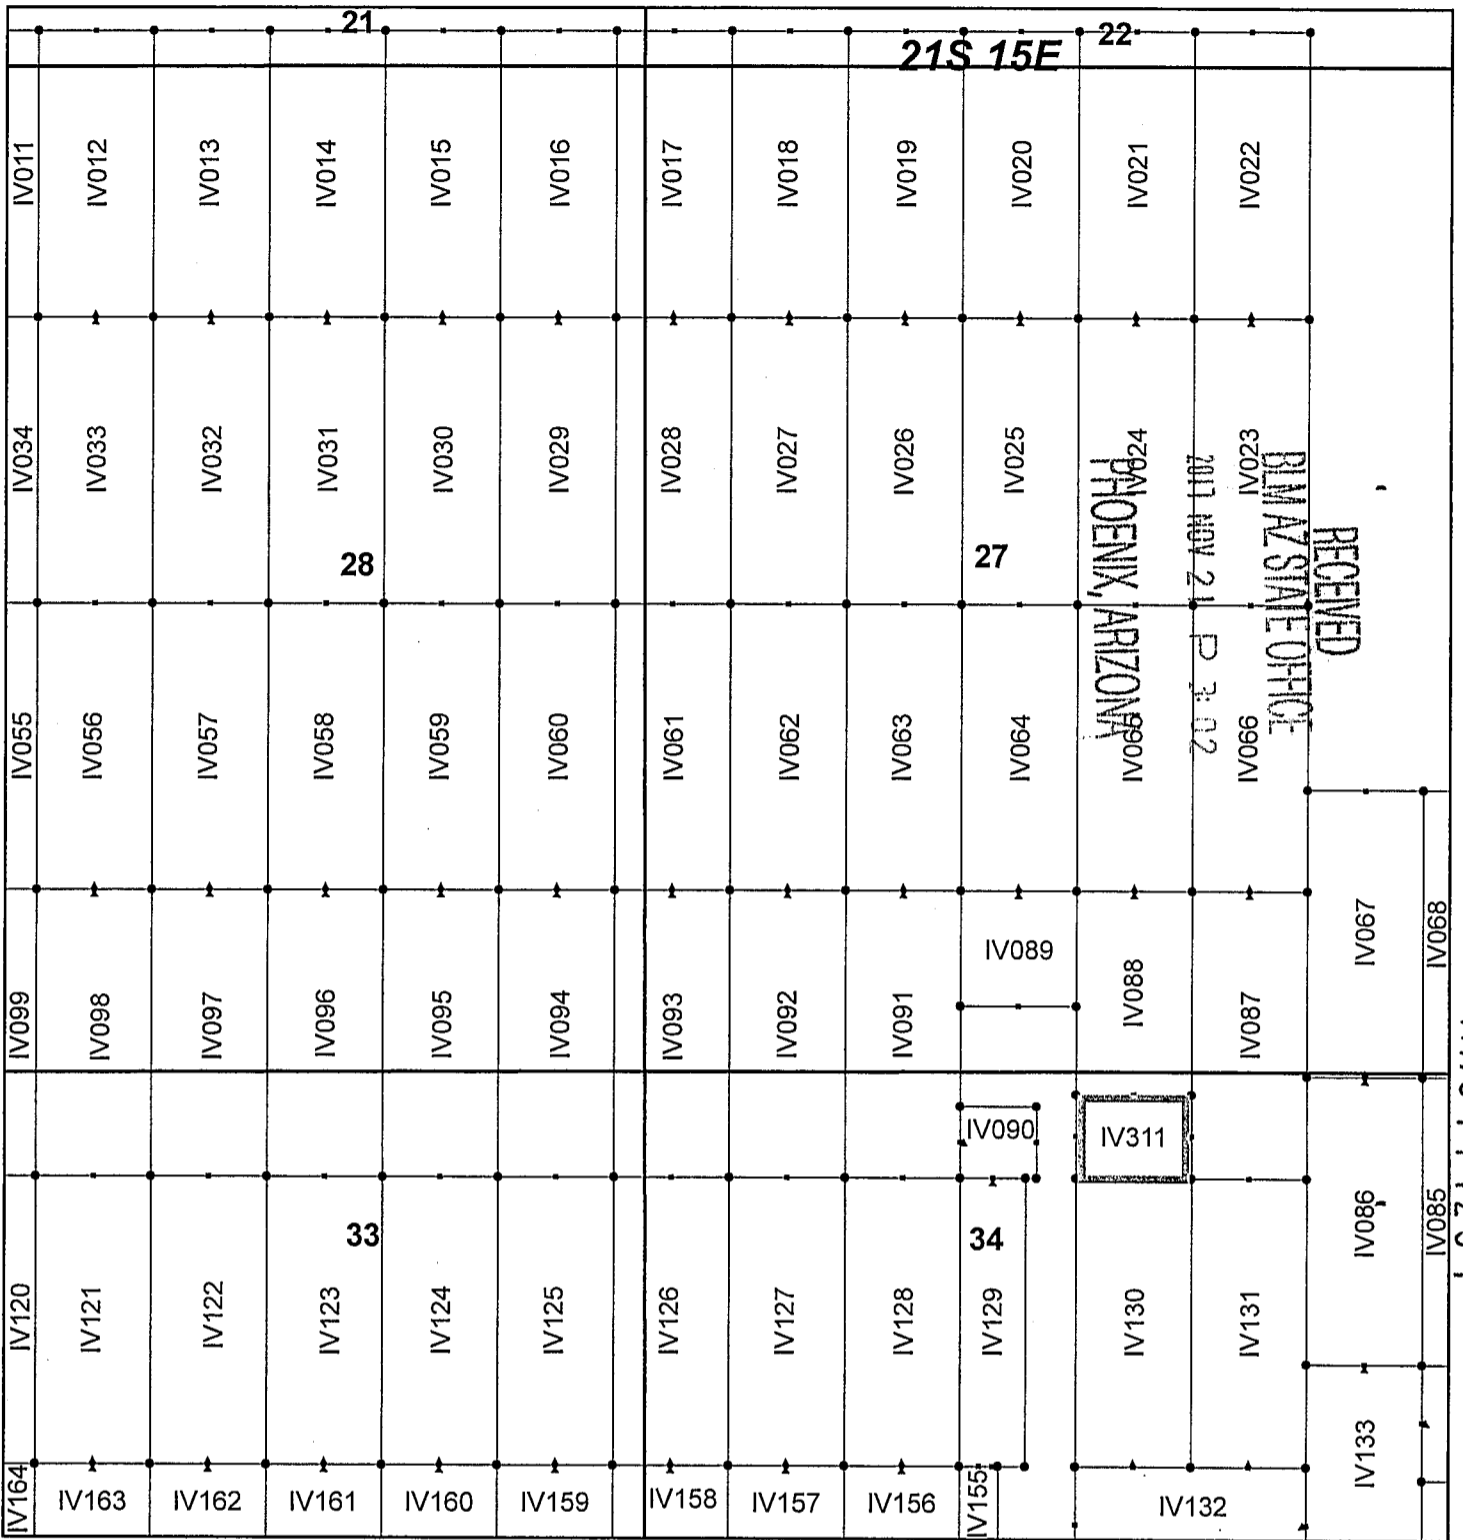 21 22
21S 15E
IV011 IV012 IV013 IV014 IV015 IV016 IV017 IV018 IV019 IV020 IV021 IV022
IV034 IV033 IV032 IV031 IV030 IV029 IV028 IV027 IV026 IV025 IV024 IV023
RECEIVED
BLM AZ STATE OFFICE
2017 NOV 21 P 3:02
PHOENIX, ARIZONA
28 27
IV055 IV056 IV057 IV058 IV059 IV060 IV061 IV062 IV063 IV064 IV065 IV066
IV067 IV068
IV089
IV099 IV098 IV097 IV096 IV095 IV094 IV093 IV092 IV091 IV088 IV087
IV090 IV311
33 34
IV086 IV085
IV120 IV121 IV122 IV123 IV124 IV125 IV126 IV127 IV128 IV129 IV130 IV131
IV133
IV164 IV163 IV162 IV161 IV160 IV159 IV158 IV157 IV156 IV155 IV132